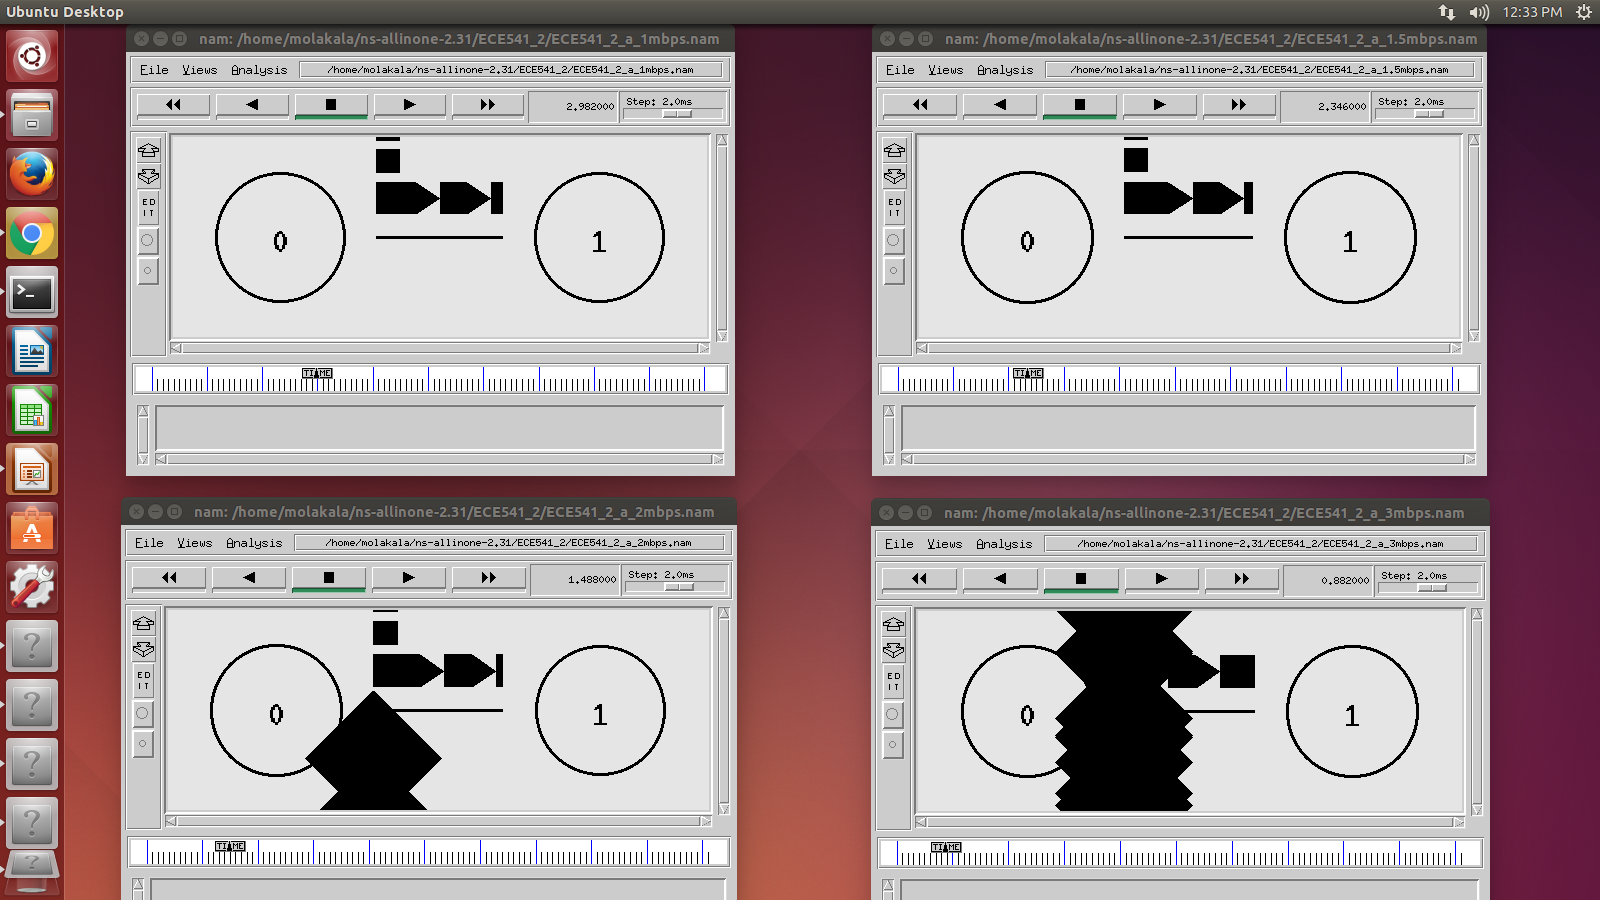 Ubuntu Desktop
12:33 PM
nam: /home/molakala/ns-allinone-2.31/ECE541_2/ECE541_2_a_1mbps.nam
File Views Analysis /home/molakala/ns-allinone-2.31/ECE541_2/ECE541_2_a_1mbps.nam
2.982000 Step: 2.0ms
ED
IT
0 1
TIME
nam: /home/molakala/ns-allinone-2.31/ECE541_2/ECE541_2_a_1.5mbps.nam
File Views Analysis /home/molakala/ns-allinone-2.31/ECE541_2/ECE541_2_a_1.5mbps.nam
2.346000 Step: 2.0ms
ED
IT
0 1
TIME
nam: /home/molakala/ns-allinone-2.31/ECE541_2/ECE541_2_a_2mbps.nam
File Views Analysis /home/molakala/ns-allinone-2.31/ECE541_2/ECE541_2_a_2mbps.nam
1.488000 Step: 2.0ms
ED
IT
0 1
TIME
nam: /home/molakala/ns-allinone-2.31/ECE541_2/ECE541_2_a_3mbps.nam
File Views Analysis /home/molakala/ns-allinone-2.31/ECE541_2/ECE541_2_a_3mbps.nam
0.882000 Step: 2.0ms
ED
IT
0 1
TIME